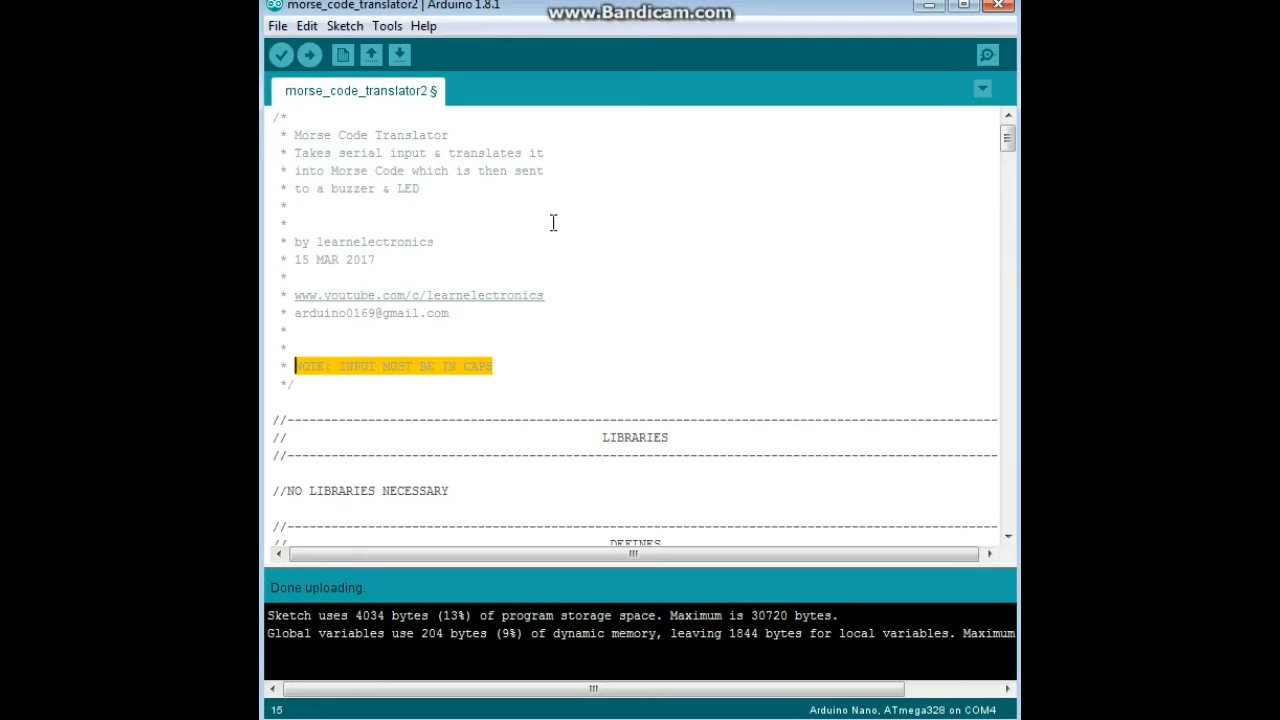 morse_code_translator2 | Arduino 1.8.1
www.Bandicam.com
File Edit Sketch Tools Help
morse_code_translator2 §
/*
* Morse Code Translator
* Takes serial input & translates it
* into Morse Code which is then sent
* to a buzzer & LED
*
*
* by learnelectronics
* 15 MAR 2017
*
* www.youtube.com/c/learnelectronics
* arduino0169@gmail.com
*
*
* NOTE: INPUT MUST BE IN CAPS
*/
//--------------------------------------------------------------------------------------------------
// LIBRARIES
//--------------------------------------------------------------------------------------------------
//NO LIBRARIES NECESSARY
//--------------------------------------------------------------------------------------------------
// DEFINES
Done uploading.
Sketch uses 4034 bytes (13%) of program storage space. Maximum is 30720 bytes.
Global variables use 204 bytes (9%) of dynamic memory, leaving 1844 bytes for local variables. Maximum
15
Arduino Nano, ATmega328 on COM4